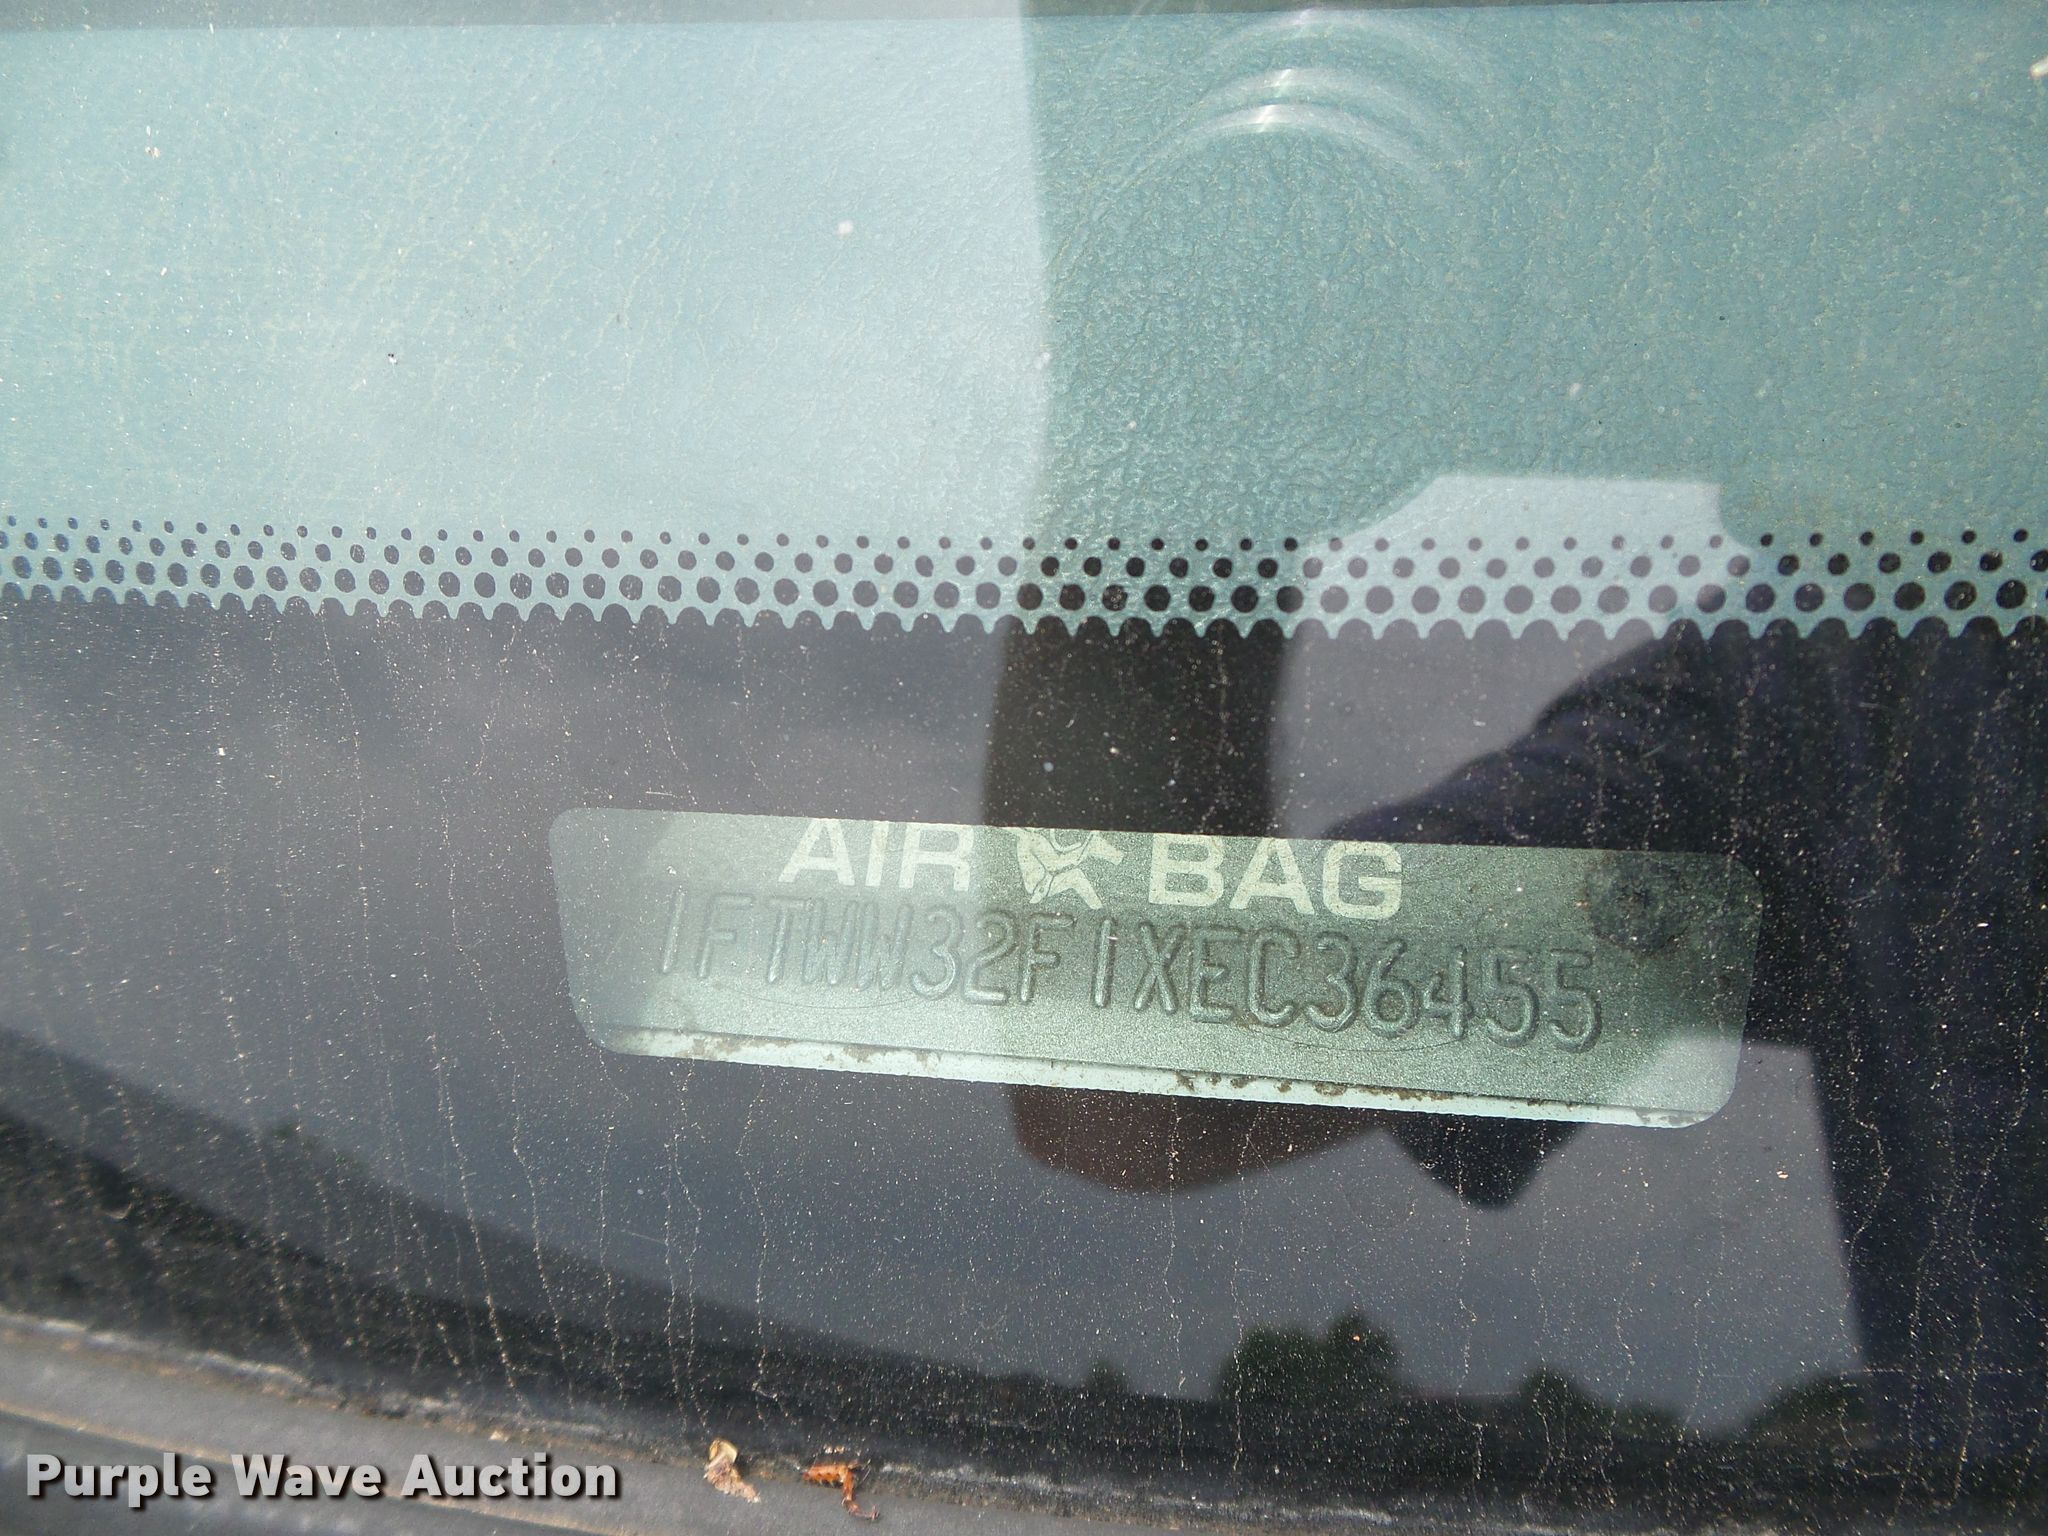 AIR BAG
1FTWW32F1XEC36455
Purple Wave Auction